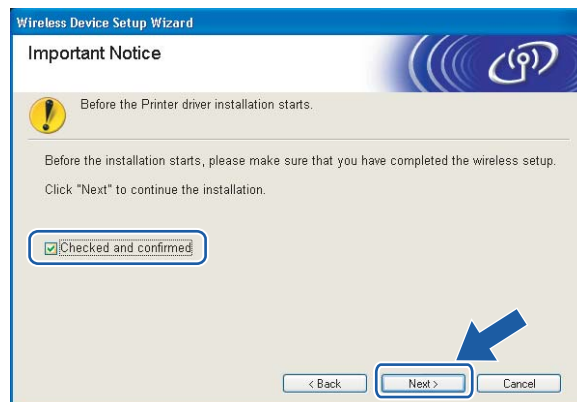 Wireless Device Setup Wizard
Important Notice
Before the Printer driver installation starts.
Before the installation starts, please make sure that you have completed the wireless setup.
Click "Next" to continue the installation.
Checked and confirmed
< Back
Next >
Cancel